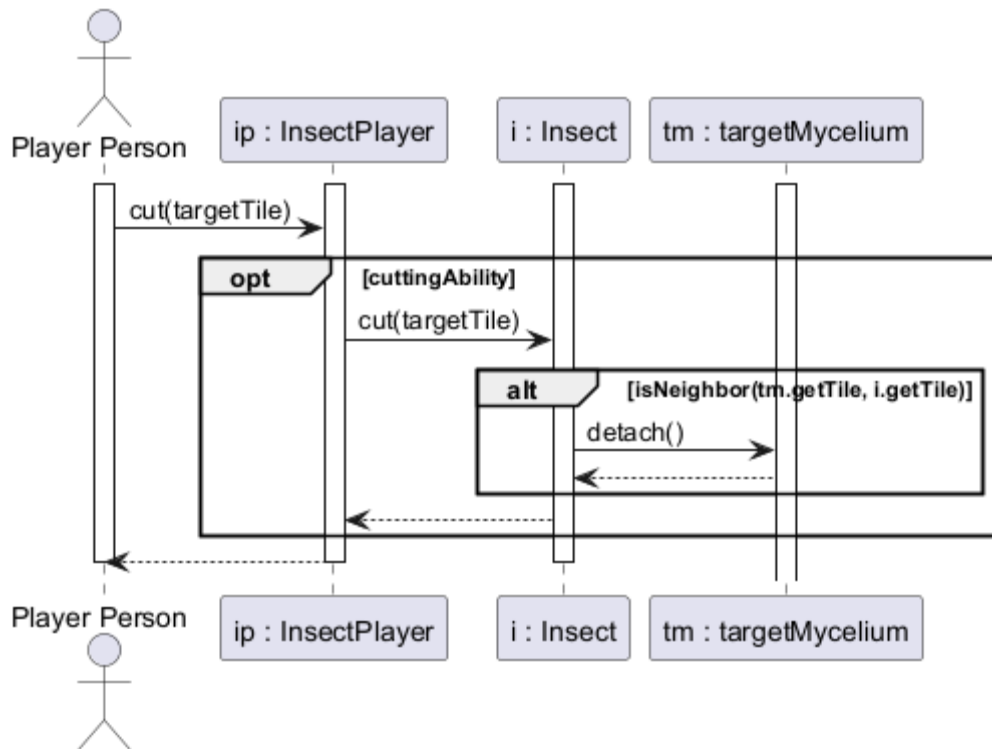 Player Person
ip : InsectPlayer
i : Insect
tm : targetMycelium
cut(targetTile)
opt
[cuttingAbility]
cut(targetTile)
alt
[isNeighbor(tm.getTile, i.getTile)]
detach()
Player Person
ip : InsectPlayer
i : Insect
tm : targetMycelium